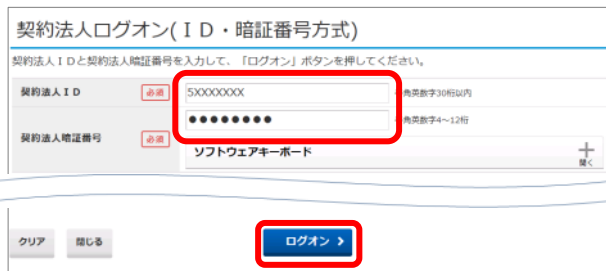 契約法人ログオン(ＩＤ・暗証番号方式)
契約法人ＩＤと契約法人暗証番号を入力して、「ログオン」ボタンを押してください。
契約法人ＩＤ 必須 5XXXXXXX 角英数字30桁以内
●●●●●●●● 角英数字4～12桁
契約法人暗証番号 必須
ソフトウェアキーボード 開く
クリア 閉じる ログオン